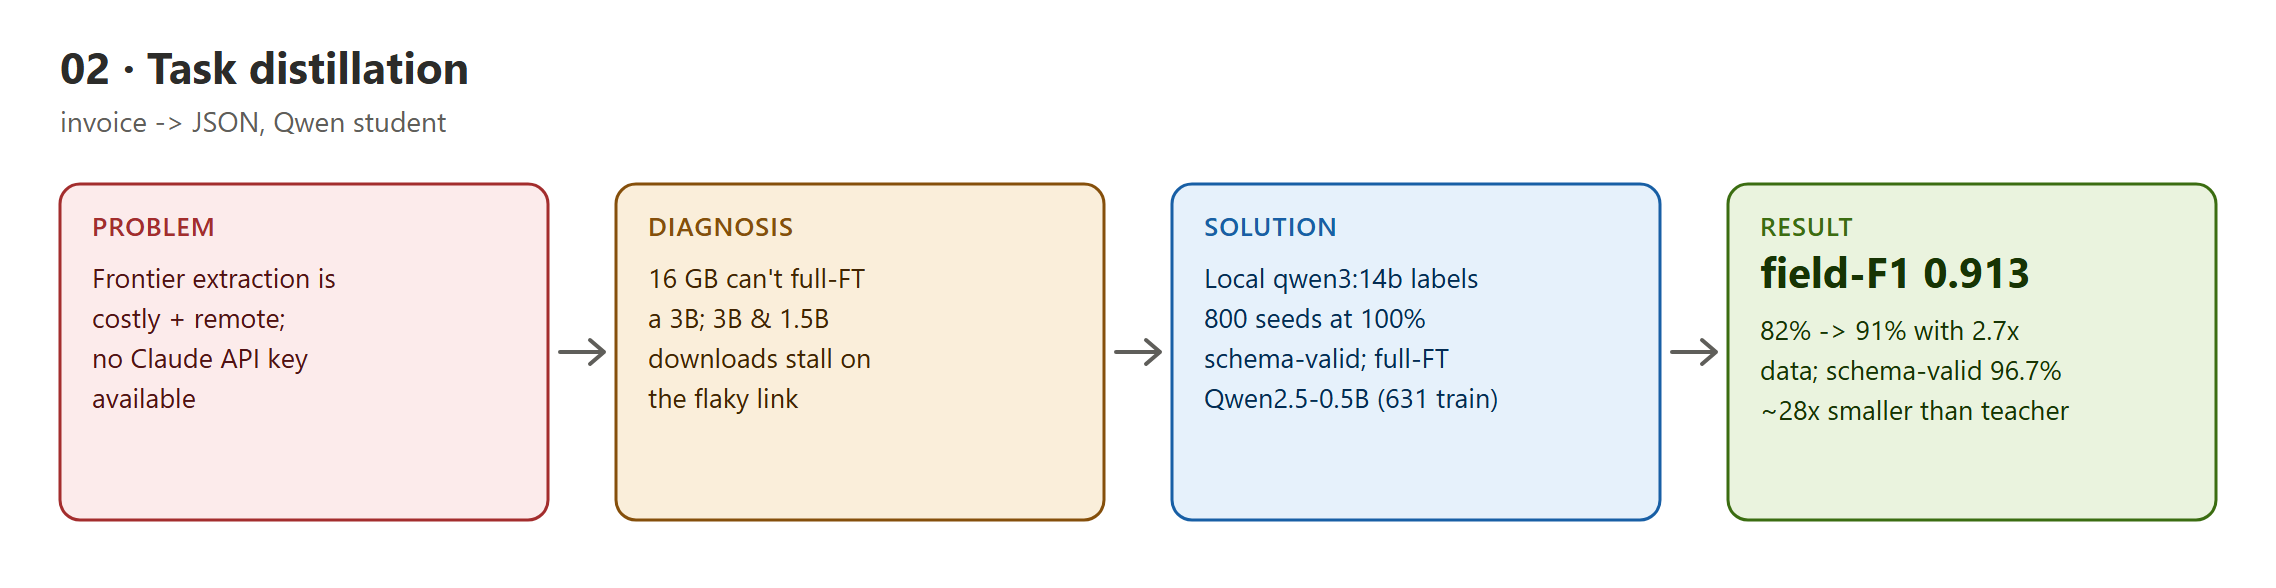 02 · Task distillation
invoice -> JSON, Qwen student
PROBLEM
Frontier extraction is
costly + remote;
no Claude API key
available
DIAGNOSIS
16 GB can't full-FT
a 3B; 3B & 1.5B
downloads stall on
the flaky link
SOLUTION
Local qwen3:14b labels
800 seeds at 100%
schema-valid; full-FT
Qwen2.5-0.5B (631 train)
RESULT
field-F1 0.913
82% -> 91% with 2.7x
data; schema-valid 96.7%
~28x smaller than teacher